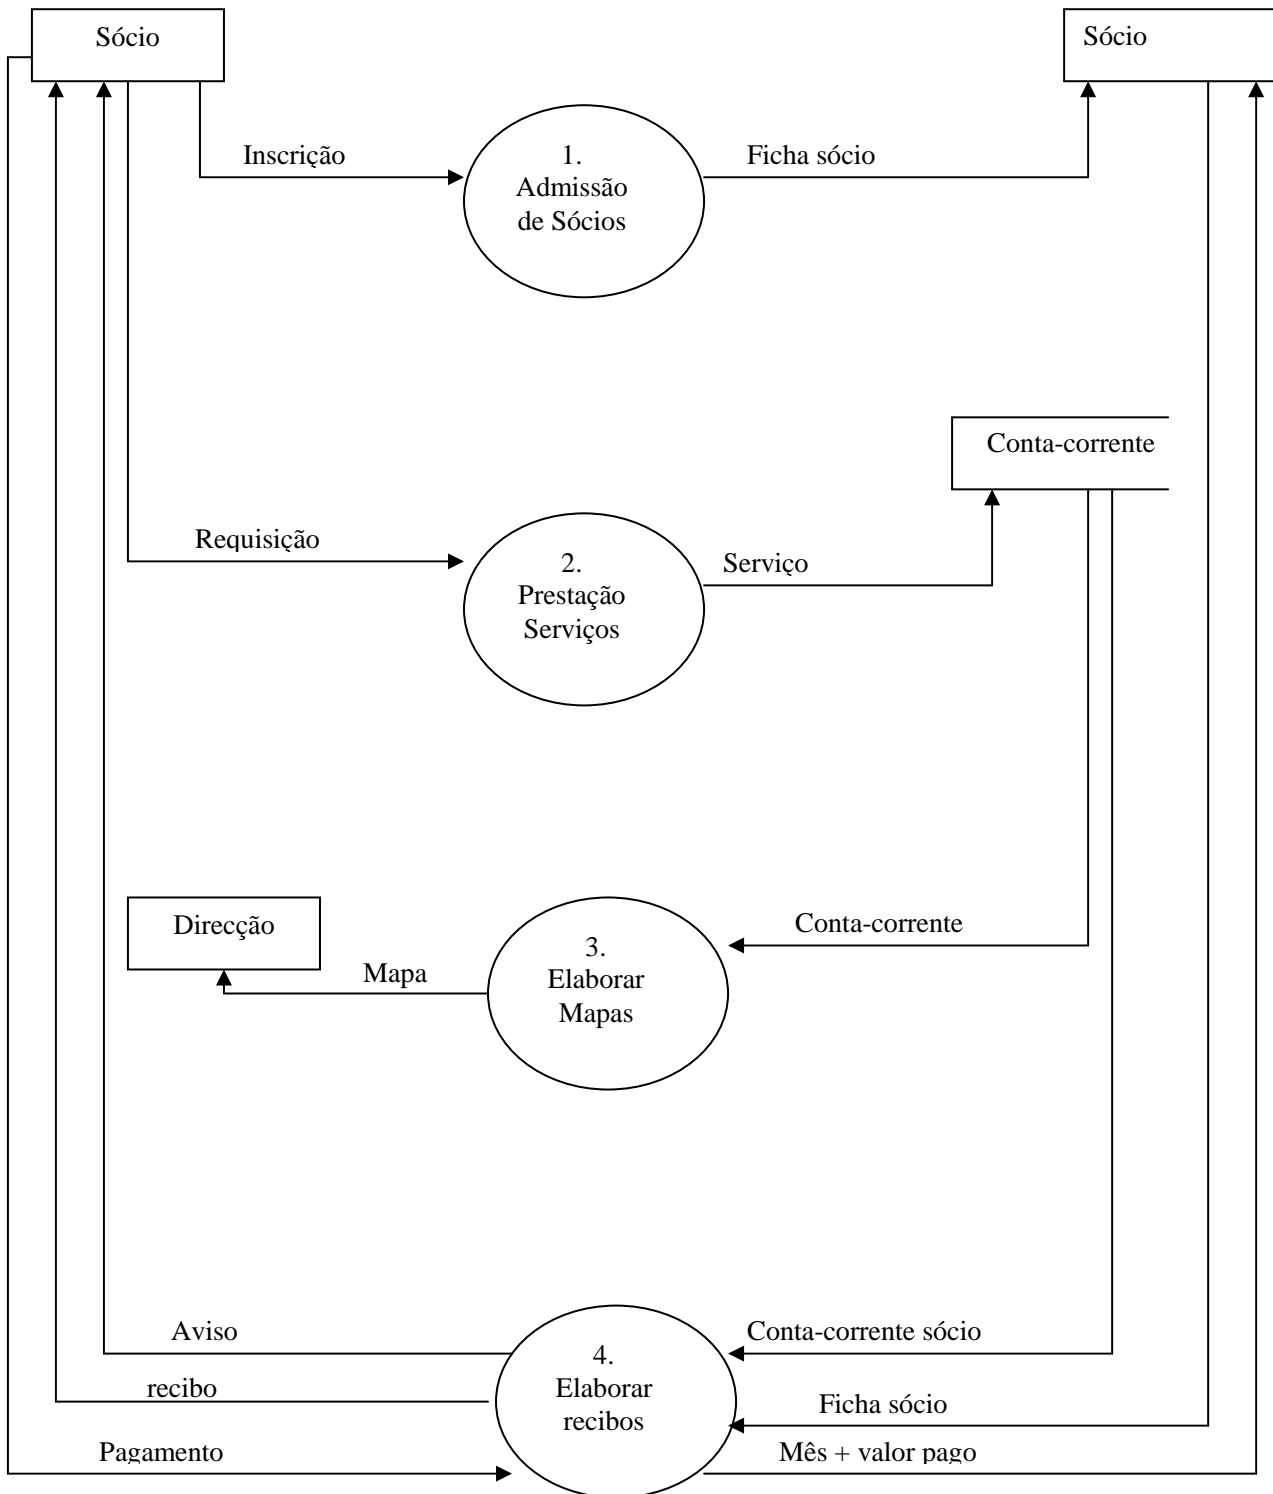 Sócio
Sócio
Inscrição
1.
Admissão
de Sócios
Ficha sócio
Conta-corrente
Requisição
2.
Prestação
Serviços
Serviço
Direcção
Mapa
3.
Elaborar
Mapas
Conta-corrente
Aviso
recibo
Pagamento
4.
Elaborar
recibos
Conta-corrente sócio
Ficha sócio
Mês + valor pago